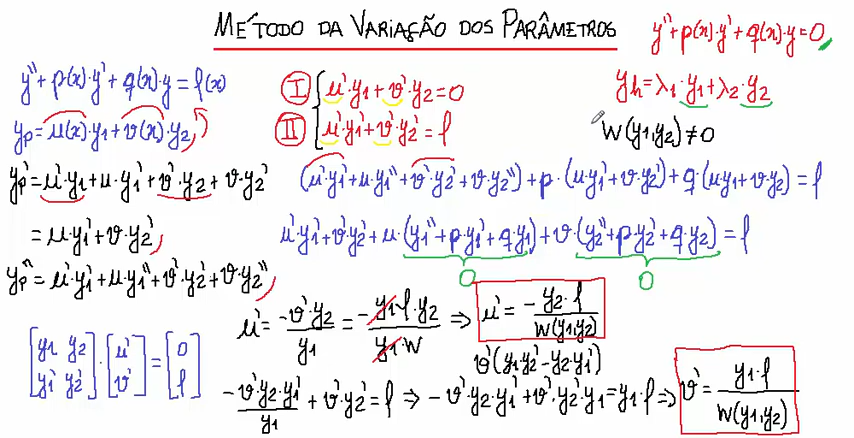 MÉTODO DA VARIAÇÃO DOS PARÂMETROS
y''+p(x)·y'+q(x)·y=0,
y''+p(x)·y'+q(x)·y=f(x)
yp=u(x)·y1+v(x)·y2,
I u'·y1+v'·y2=0
II u'·y1'+v'·y2'=f
yh=λ1·y1+λ2·y2
W(y1,y2)≠0
yp'=u'·y1+u·y1'+v'·y2+v·y2'
=u·y1'+v·y2',
yp''=u'·y1'+u·y1''+v'·y2'+v·y2'',
(u'·y1'+u·y1''+v'·y2'+v·y2'')+p·(u·y1'+v·y2')+q·(u·y1+v·y2)=f
u'·y1'+v'·y2'+u·(y1''+p·y1'+q·y1)+v·(y2''+p·y2'+q·y2)=f
0 0
[y1 y2; y1' y2']·[u'; v']=[0; f]
u'=-v'·y2/y1=-y1·f·y2/y1·W ⇒ u'=-y2·f/W(y1,y2)
v'(y1·y2'-y2·y1')
-v'·y2·y1'/y1+v'·y2'=f ⇒ -v'·y2·y1'+v'·y2'·y1=y1·f ⇒ v'=y1·f/W(y1,y2)